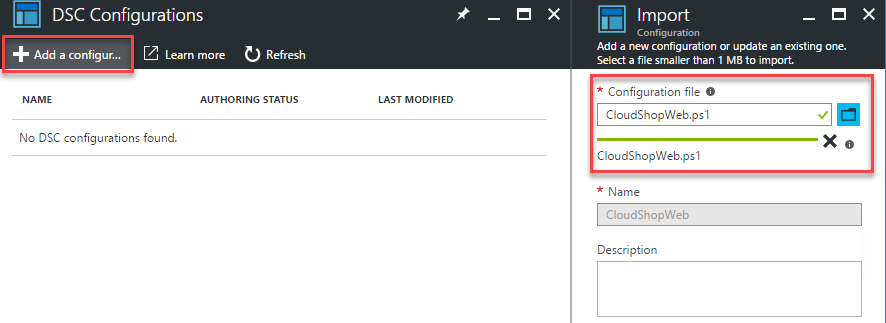 DSC Configurations
Add a configur...
Learn more
Refresh
NAME
AUTHORING STATUS
LAST MODIFIED
No DSC configurations found.
Import
Configuration
Add a new configuration or update an existing one.
Select a file smaller than 1 MB to import.
* Configuration file
CloudShopWeb.ps1
CloudShopWeb.ps1
* Name
CloudShopWeb
Description